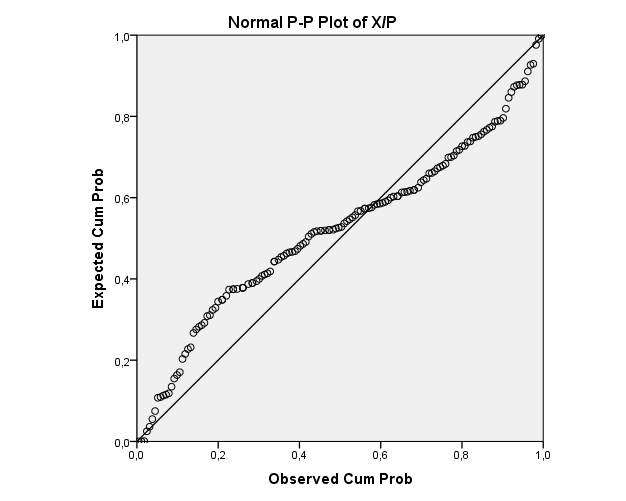 Normal P-P Plot of X/P
1,0
0,8
0,6
0,4
0,2
0,0
Expected Cum Prob
0,0 0,2 0,4 0,6 0,8 1,0
Observed Cum Prob